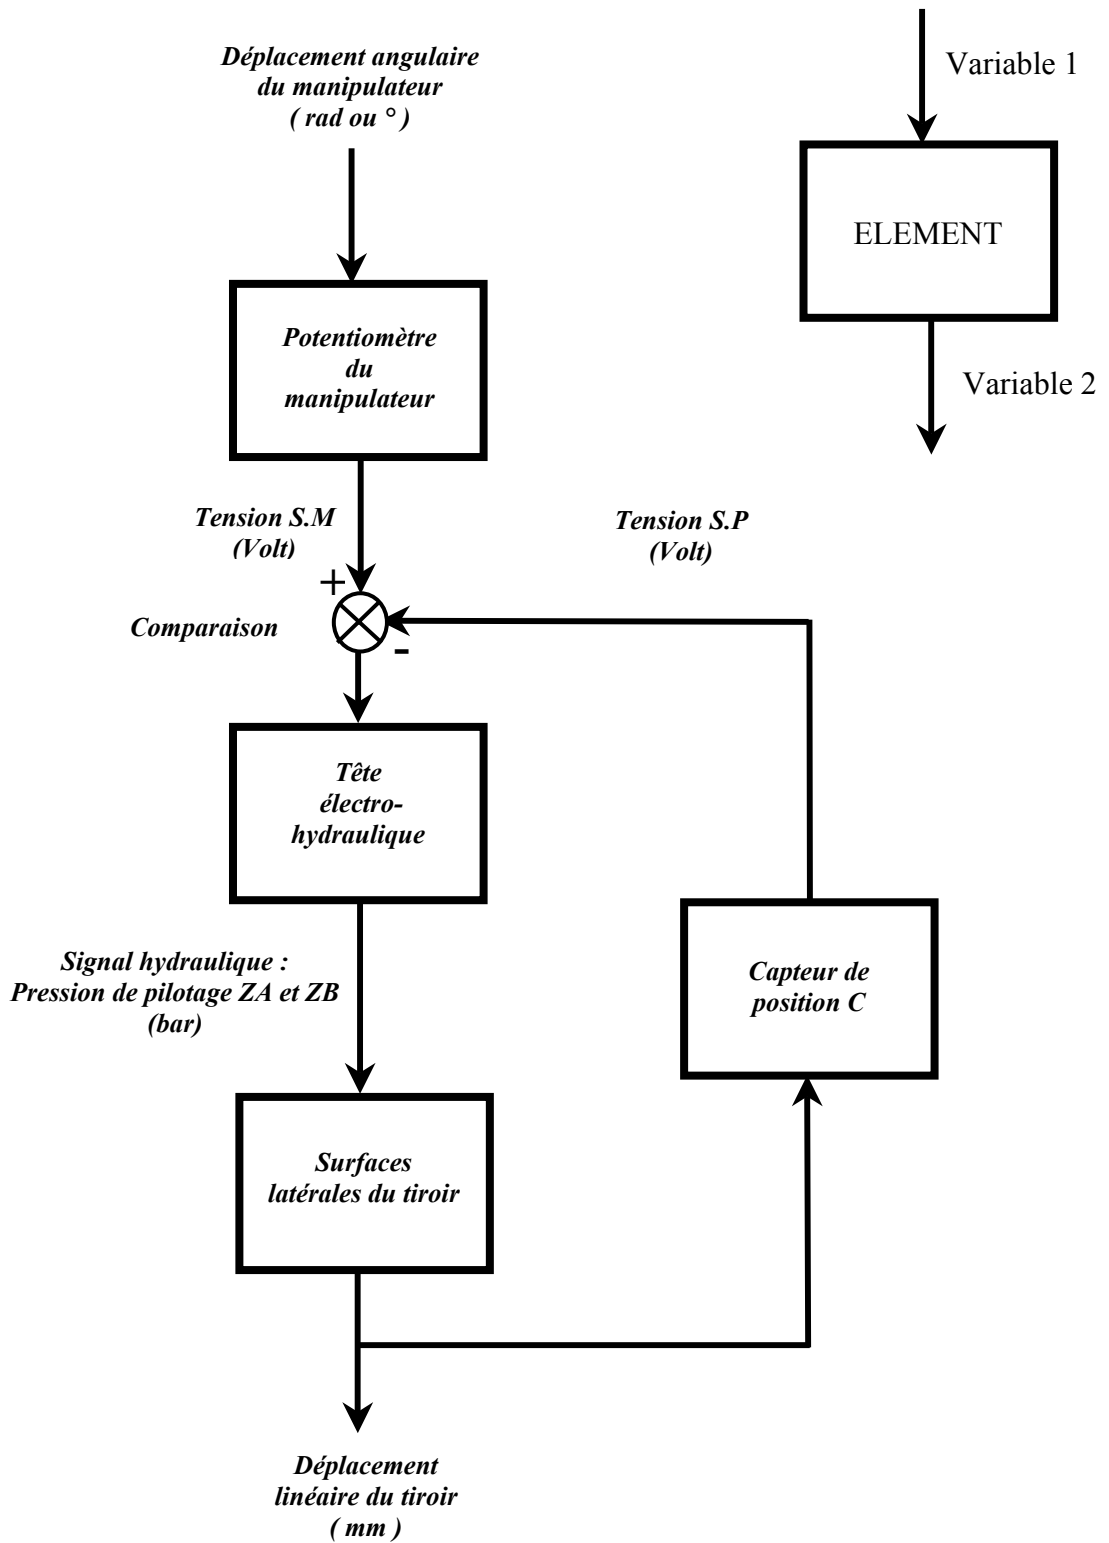 Déplacement angulaire
du manipulateur
( rad ou ° )
Variable 1
ELEMENT
Variable 2
Potentiomètre
du
manipulateur
Tension S.M
(Volt)
Tension S.P
(Volt)
+
Comparaison
-
Tête
électro-
hydraulique
Signal hydraulique :
Pression de pilotage ZA et ZB
(bar)
Capteur de
position C
Surfaces
latérales du tiroir
Déplacement
linéaire du tiroir
( mm )